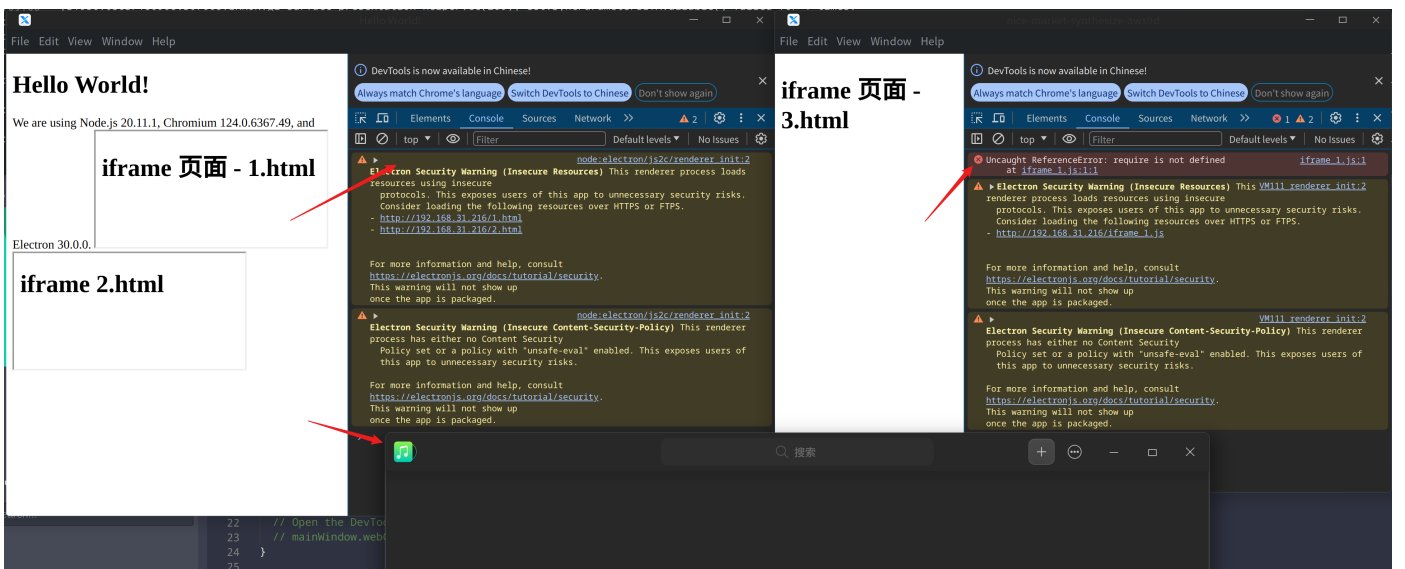 Hello World!
File Edit View Window Help
Hello World!
We are using Node.js 20.11.1, Chromium 124.0.6367.49, and
iframe 页面 - 1.html
Electron 30.0.0.
iframe 2.html
DevTools is now available in Chinese!
Always match Chrome's language
Switch DevTools to Chinese
Don't show again
Elements Console Sources Network 2
top Filter Default levels No Issues
node:electron/js2c/renderer_init:2
Electron Security Warning (Insecure Resources) This renderer process loads
resources using insecure
protocols. This exposes users of this app to unnecessary security risks.
Consider loading the following resources over HTTPS or FTPS.
- http://192.168.31.216/1.html
- http://192.168.31.216/2.html
For more information and help, consult
https://electronjs.org/docs/tutorial/security.
This warning will not show up
once the app is packaged.
node:electron/js2c/renderer_init:2
Electron Security Warning (Insecure Content-Security-Policy) This renderer
process has either no Content Security
Policy set or a policy with "unsafe-eval" enabled. This exposes users of
this app to unnecessary security risks.
For more information and help, consult
https://electronjs.org/docs/tutorial/security.
This warning will not show up
once the app is packaged.
File Edit View Window Help
iframe 页面 -
3.html
DevTools is now available in Chinese!
Always match Chrome's language
Switch DevTools to Chinese
Don't show again
Elements Console Sources Network 1 2
top Filter Default levels No Issues
Uncaught ReferenceError: require is not defined iframe_1.js:1
at iframe_1.js:1:1
Electron Security Warning (Insecure Resources) This VM111 renderer_init:2
renderer process loads resources using insecure
protocols. This exposes users of this app to unnecessary security risks.
Consider loading the following resources over HTTPS or FTPS.
- http://192.168.31.216/iframe_1.js
For more information and help, consult
https://electronjs.org/docs/tutorial/security.
This warning will not show up
once the app is packaged.
VM111 renderer_init:2
Electron Security Warning (Insecure Content-Security-Policy) This renderer
process has either no Content Security
Policy set or a policy with "unsafe-eval" enabled. This exposes users of
this app to unnecessary security risks.
For more information and help, consult
https://electronjs.org/docs/tutorial/security.
This warning will not show up
once the app is packaged.
搜索
22 // Open the
23 // mainWindow
24 }
25